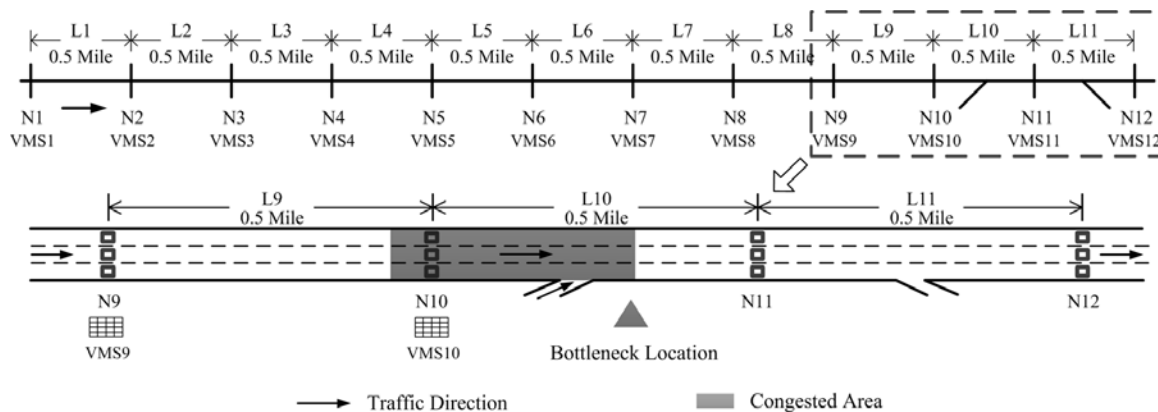 L1 L2 L3 L4 L5 L6 L7 L8 L9 L10 L11
0.5 Mile 0.5 Mile 0.5 Mile 0.5 Mile 0.5 Mile 0.5 Mile 0.5 Mile 0.5 Mile 0.5 Mile 0.5 Mile 0.5 Mile
N1 N2 N3 N4 N5 N6 N7 N8 N9 N10 N11 N12
VMS1 VMS2 VMS3 VMS4 VMS5 VMS6 VMS7 VMS8 VMS9 VMS10 VMS11 VMS12
L9 L10 L11
0.5 Mile 0.5 Mile 0.5 Mile
N9 N10 N11 N12
VMS9 VMS10 Bottleneck Location
Traffic Direction Congested Area